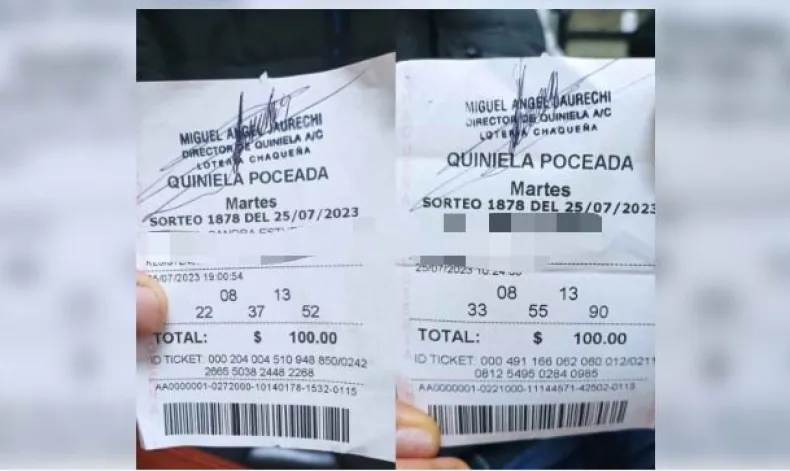 MIGUEL ANGEL JAURECHI
DIRECTOR DE QUINIELA A/C
LOTERIA CHAQUEÑA
QUINIELA POCEADA
Martes
SORTEO 1878 DEL 25/07/2023
25/07/2023 19:00:54
08 13
22 37 52
TOTAL: $ 100.00
ID TICKET: 000 204 004 510 948 850/0242
2665 5038 2448 2268
AA0000001-0272000-10140178-1532-0115
MIGUEL ANGEL JAURECHI
DIRECTOR DE QUINIELA A/C
LOTERIA CHAQUEÑA
QUINIELA POCEADA
Martes
SORTEO 1878 DEL 25/07/2023
25/07/2023
08 13
33 55 90
TOTAL: $ 100.00
ID TICKET: 000 491 166 062 060 012/0211
0812 5495 0284 0985
AA0000001-0221000-11144571-42502-0113